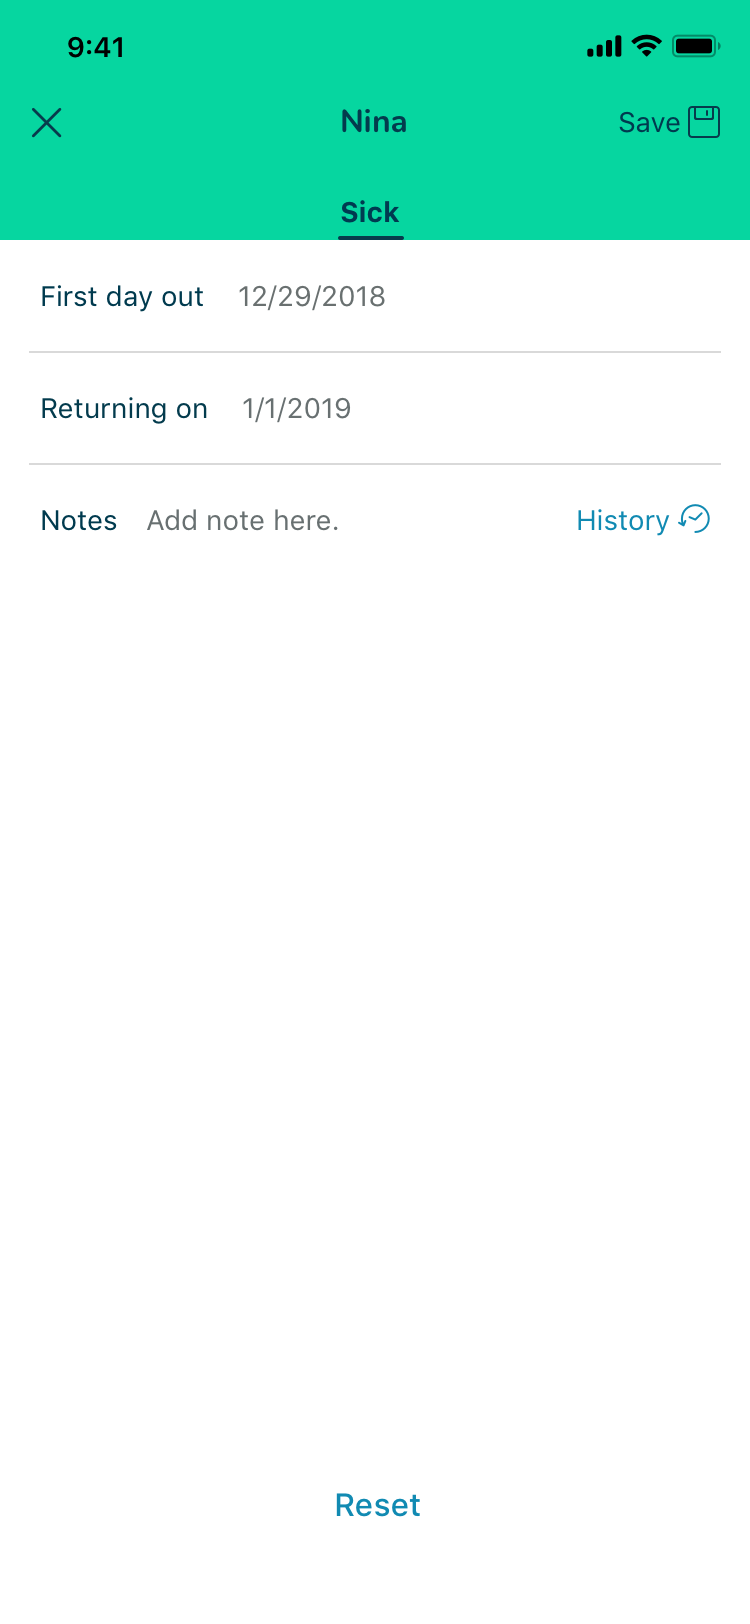 9:41
Nina
Save
Sick
First day out 12/29/2018
Returning on 1/1/2019
Notes Add note here. History
Reset